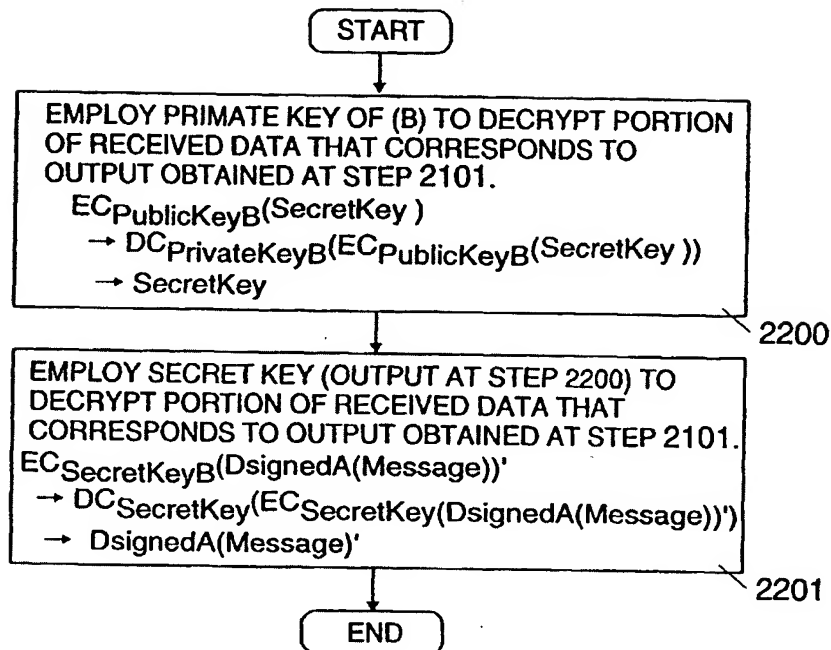 START
EMPLOY PRIMATE KEY OF (B) TO DECRYPT PORTION
OF RECEIVED DATA THAT CORRESPONDS TO
OUTPUT OBTAINED AT STEP 2101.
ECPublicKeyB(SecretKey )
→ DCPrivateKeyB(ECPublicKeyB(SecretKey ))
→ SecretKey
2200
EMPLOY SECRET KEY (OUTPUT AT STEP 2200) TO
DECRYPT PORTION OF RECEIVED DATA THAT
CORRESPONDS TO OUTPUT OBTAINED AT STEP 2101.
ECSecretKeyB(DsignedA(Message))'
→ DCSecretKey(ECSecretKey(DsignedA(Message))')
→ DsignedA(Message)'
2201
END